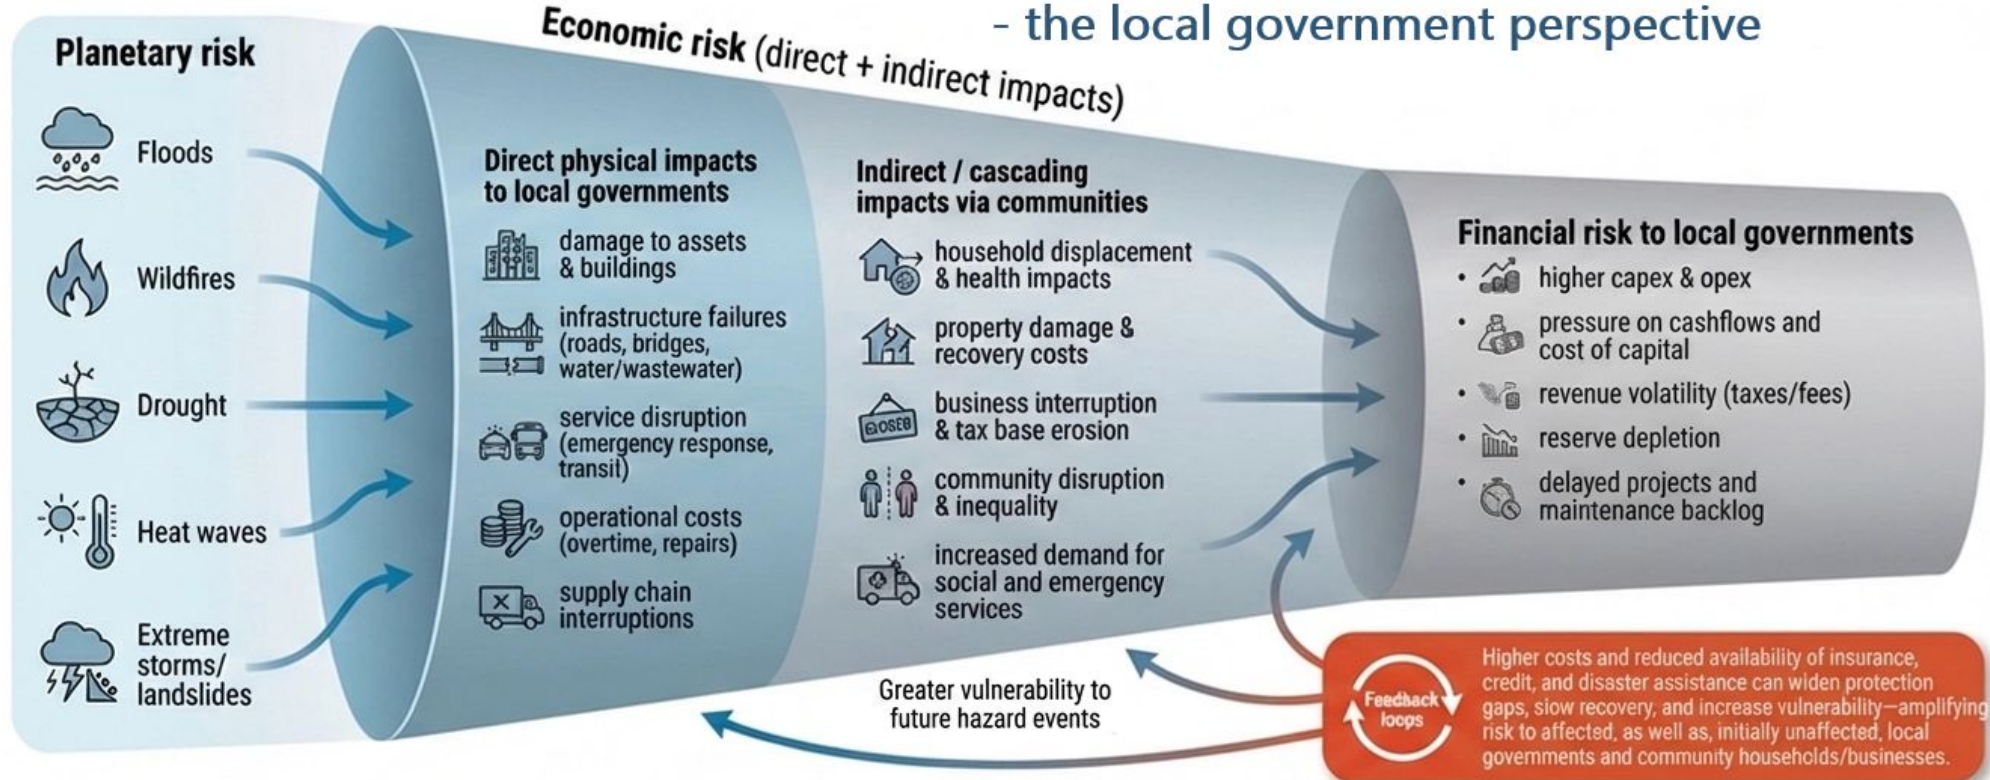 - the local government perspective
Planetary risk
Floods
Wildfires
Drought
Heat waves
Extreme
storms/
landslides
Economic risk (direct + indirect impacts)
Direct physical impacts
to local governments
damage to assets
& buildings
infrastructure failures
(roads, bridges,
water/wastewater)
service disruption
(emergency response,
transit)
operational costs
(overtime, repairs)
supply chain
interruptions
Indirect / cascading
impacts via communities
household displacement
& health impacts
property damage &
recovery costs
business interruption
& tax base erosion
community disruption
& inequality
increased demand for
social and emergency
services
Financial risk to local governments
• higher capex & opex
• pressure on cashflows and
cost of capital
• revenue volatility (taxes/fees)
• reserve depletion
• delayed projects and
maintenance backlog
Greater vulnerability to
future hazard events
Feedback
loops
Higher costs and reduced availability of insurance,
credit, and disaster assistance can widen protection
gaps, slow recovery, and increase vulnerability—amplifying
risk to affected, as well as, initially unaffected, local
governments and community households/businesses.